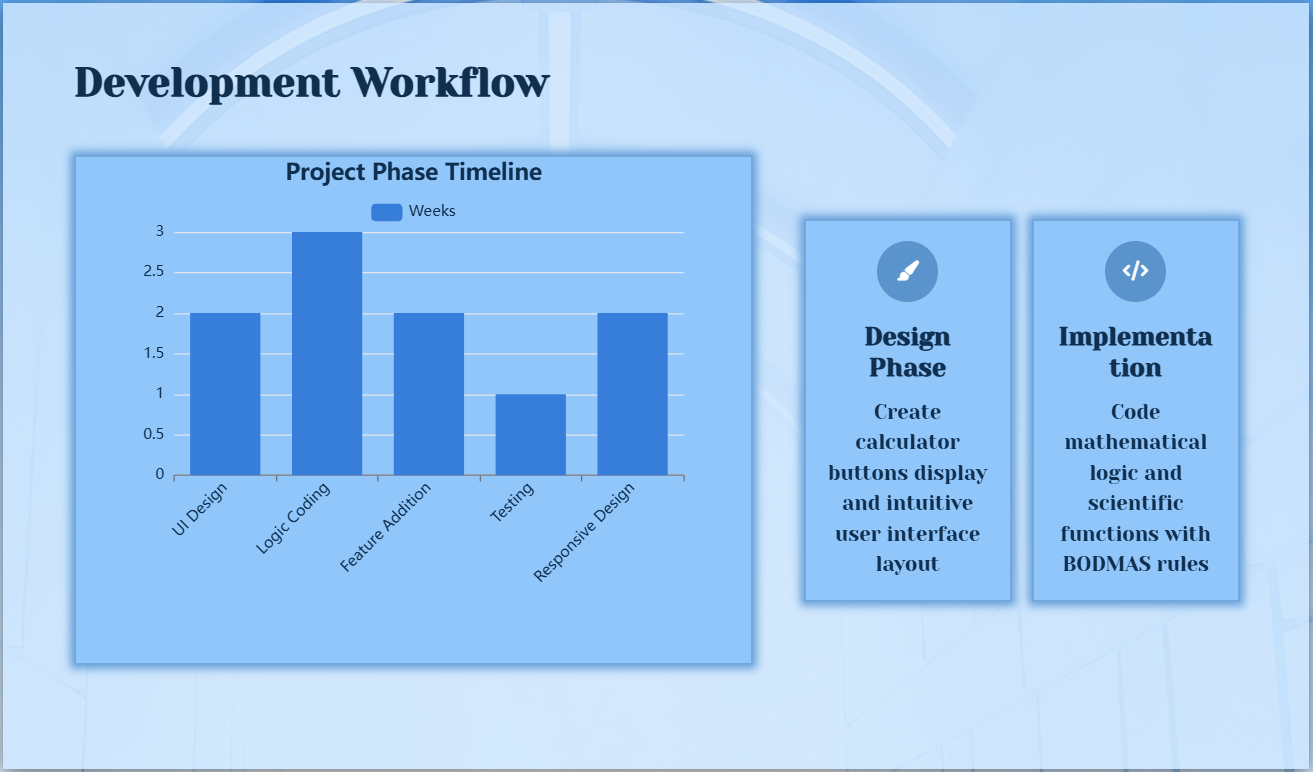 Development Workflow
Project Phase Timeline
Weeks
3
2.5
2
1.5
1
0.5
0
UI Design
Logic Coding
Feature Addition
Testing
Responsive Design
Design
Phase
Create
calculator
buttons display
and intuitive
user interface
layout
Implementa
tion
Code
mathematical
logic and
scientific
functions with
BODMAS rules